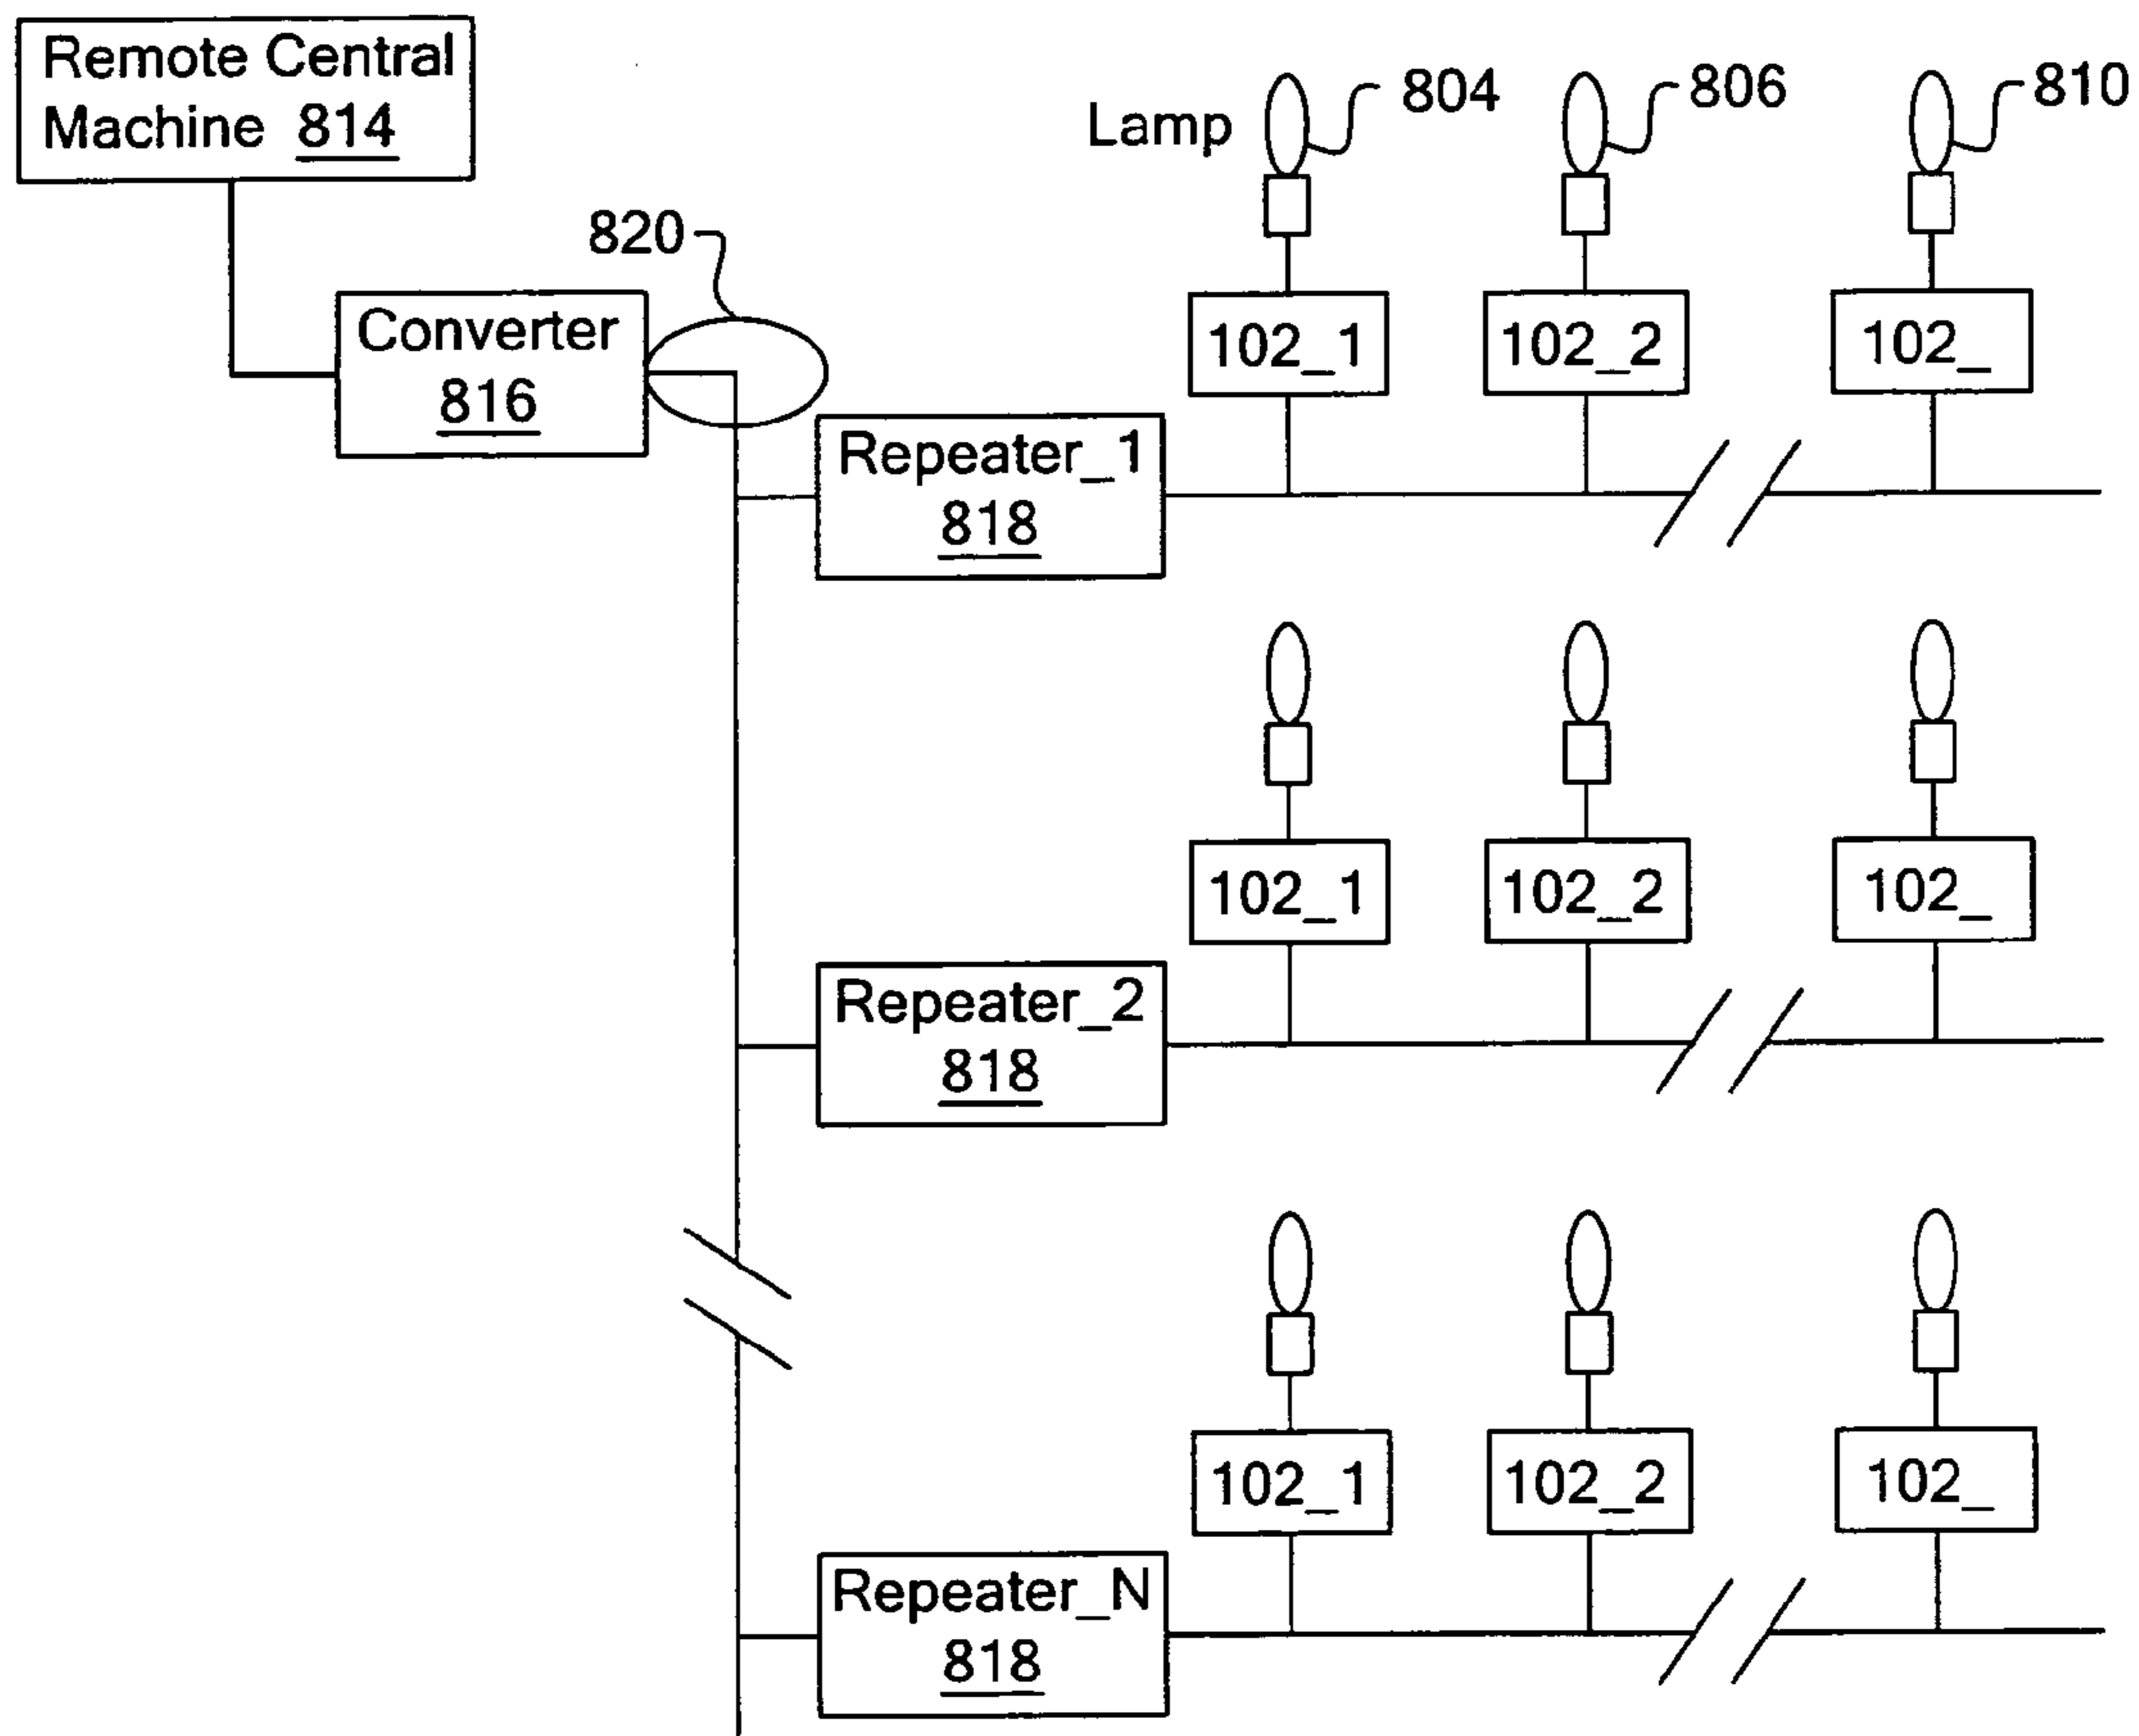 Remote Central
Machine 814
Lamp
804
806
810
820
Converter
816
102_1
102_2
102_
Repeater_1
818
102_1
102_2
102_
Repeater_2
818
102_1
102_2
102_
Repeater_N
818